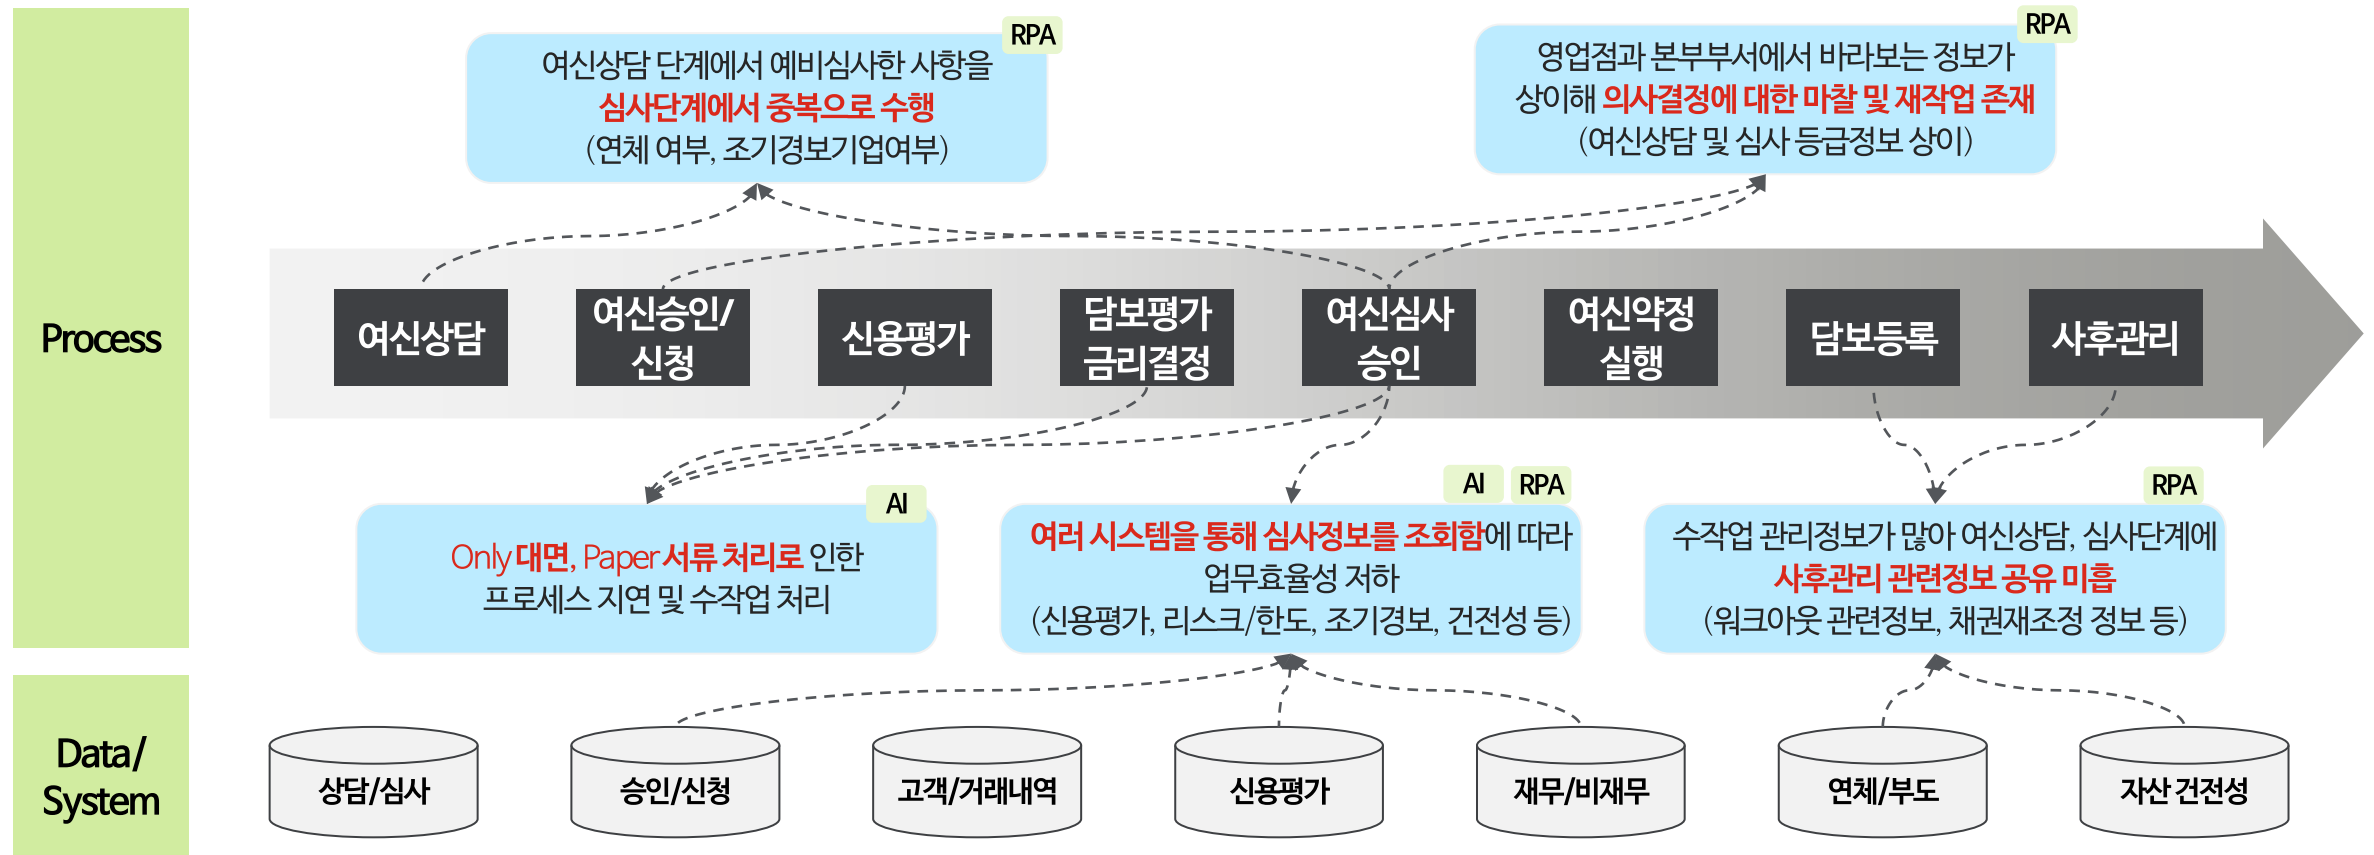 RPA
여신상담 단계에서 예비심사한 사항을
심사단계에서 중복으로 수행
(연체 여부, 조기경보기업여부)
RPA
영업점과 본부부서에서 바라보는 정보가
상이해 의사결정에 대한 마찰 및 재작업 존재
(여신상담 및 심사 등급정보 상이)
Process
여신상담
여신승인/
신청
신용평가
담보평가
금리결정
여신심사
승인
여신약정
실행
담보등록
사후관리
AI
Only 대면, Paper 서류 처리로 인한
프로세스 지연 및 수작업 처리
AI
RPA
여러 시스템을 통해 심사정보를 조회함에 따라
업무효율성 저하
(신용평가, 리스크/한도, 조기경보, 건전성 등)
RPA
수작업 관리정보가 많아 여신상담, 심사단계에
사후관리 관련정보 공유 미흡
(워크아웃 관련정보, 채권재조정 정보 등)
Data/
System
상담/심사
승인/신청
고객/거래내역
신용평가
재무/비재무
연체/부도
자산 건전성